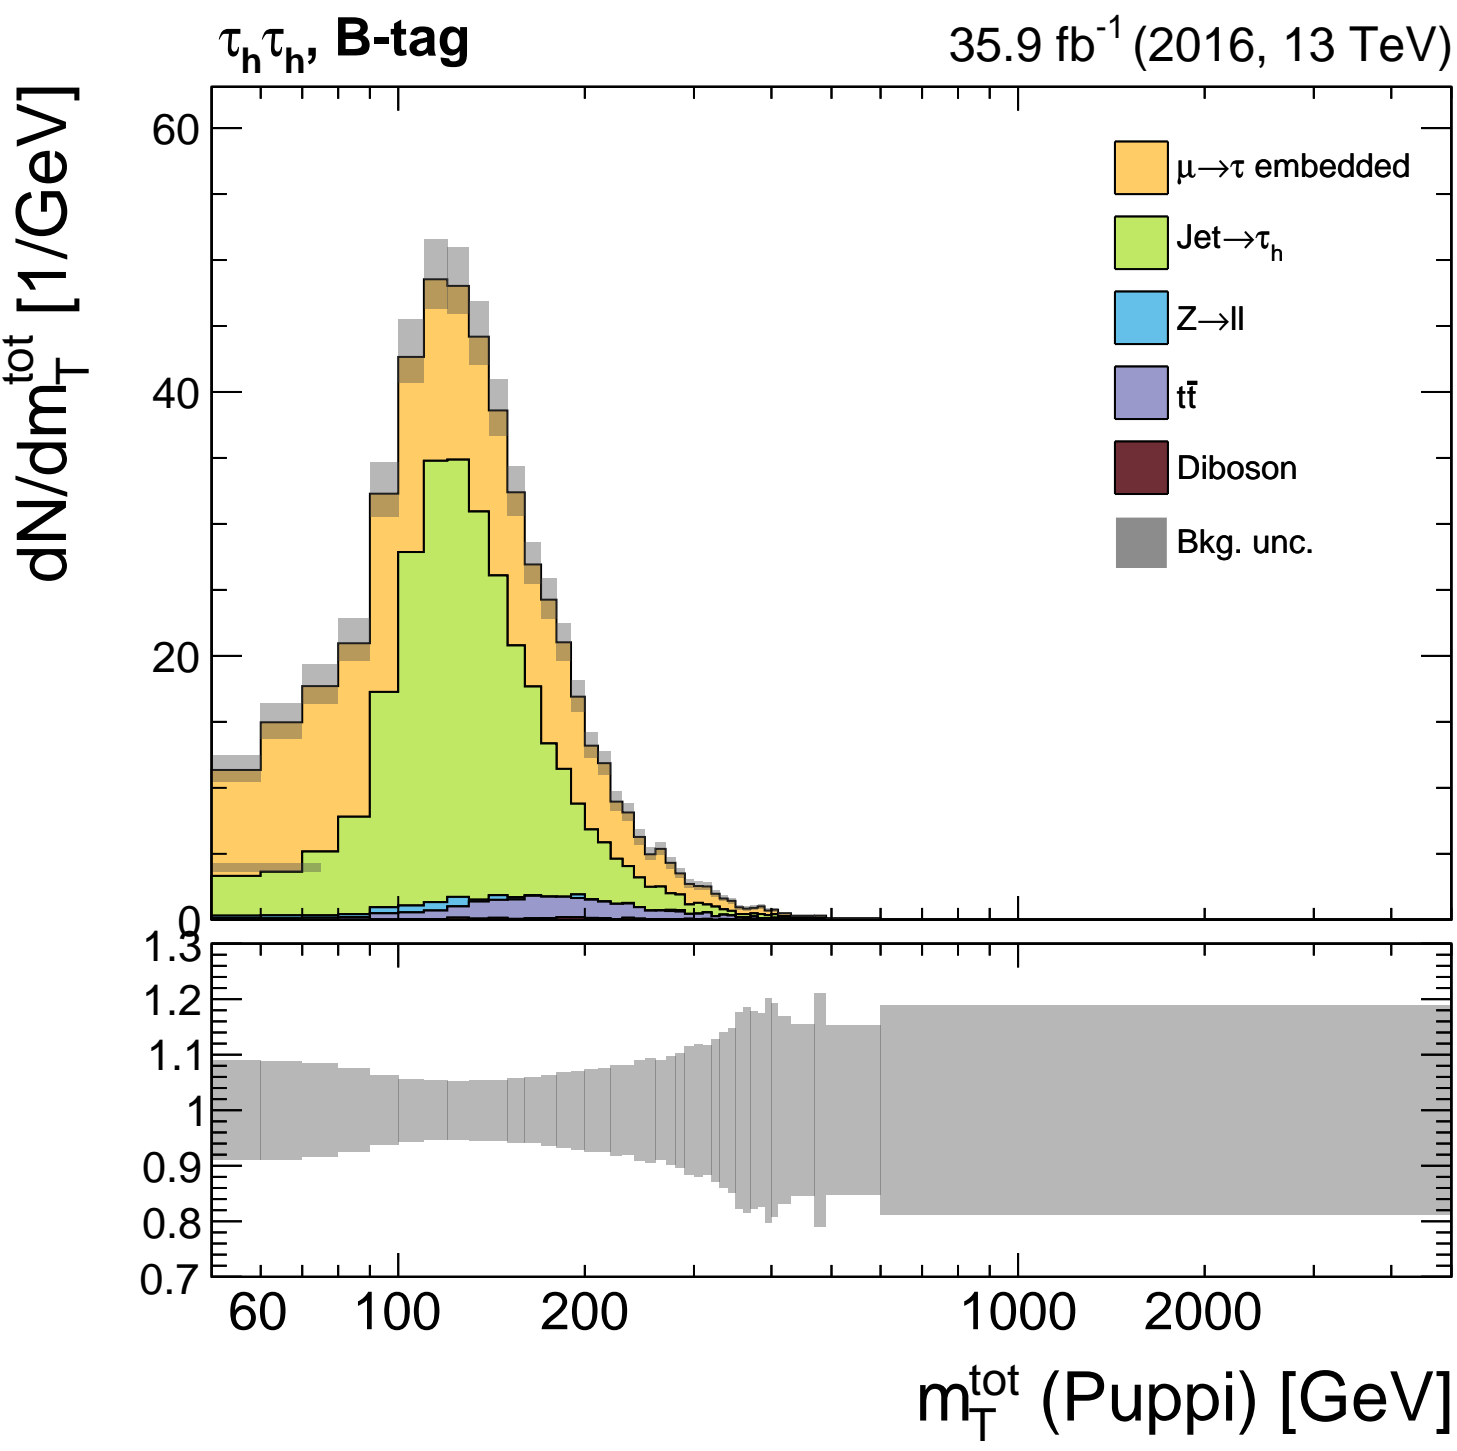 τhτh, B-tag
35.9 fb-1 (2016, 13 TeV)
dN/dmTtot [1/GeV]
60
40
20
0
μ→τ embedded
Jet→τh
Z→ll
tt̄
Diboson
Bkg. unc.
1.3
1.2
1.1
1
0.9
0.8
0.7
60 100 200 1000 2000
mTtot (Puppi) [GeV]